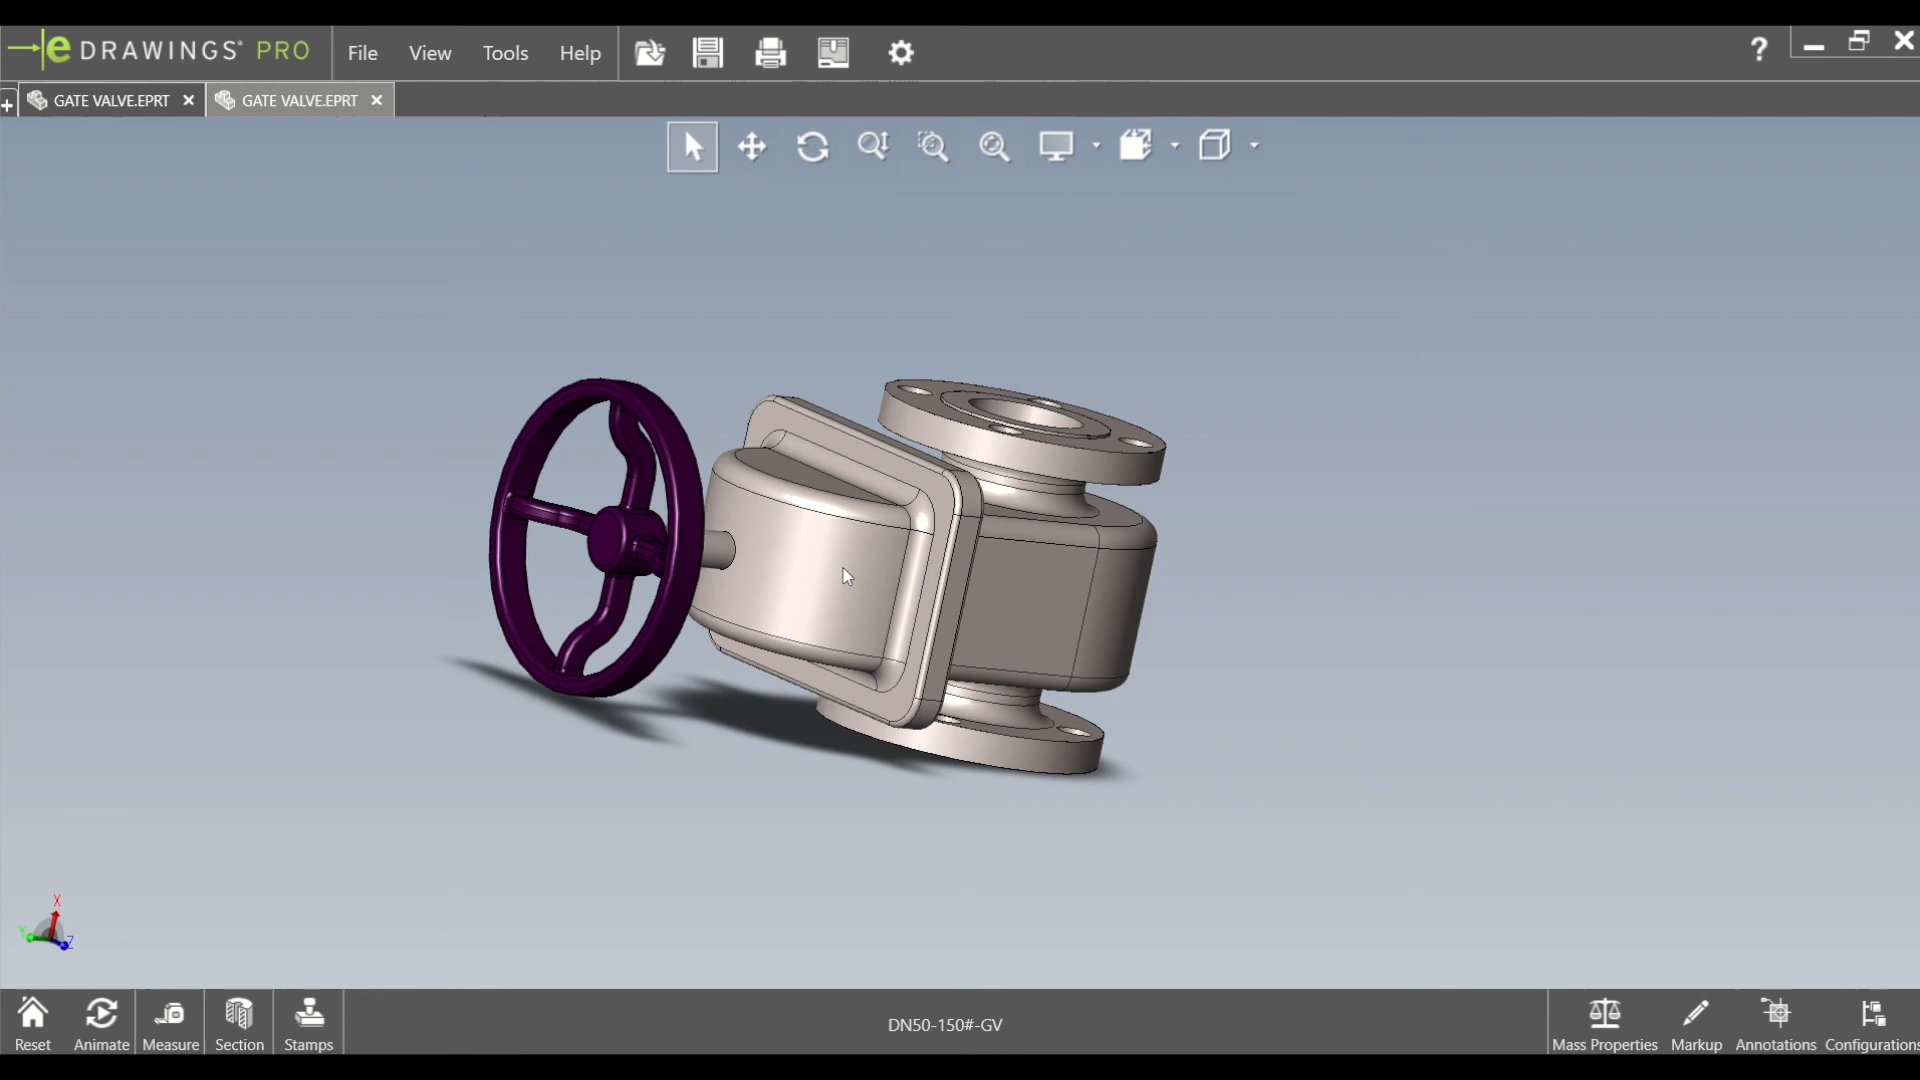 eDRAWINGS® PRO
File View Tools Help
?
+ GATE VALVE.EPRT × GATE VALVE.EPRT ×
X
Y
Z
Reset Animate Measure Section Stamps DN50-150#-GV Mass Properties Markup Annotations Configurations